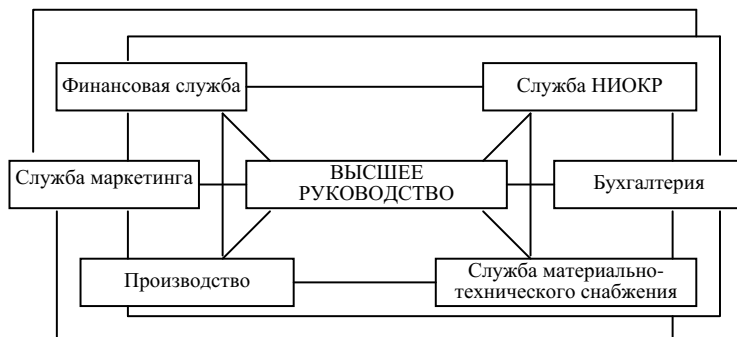 Финансовая служба
Служба НИОКР
Служба маркетинга
ВЫСШЕЕ
РУКОВОДСТВО
Бухгалтерия
Производство
Служба материально-
технического снабжения